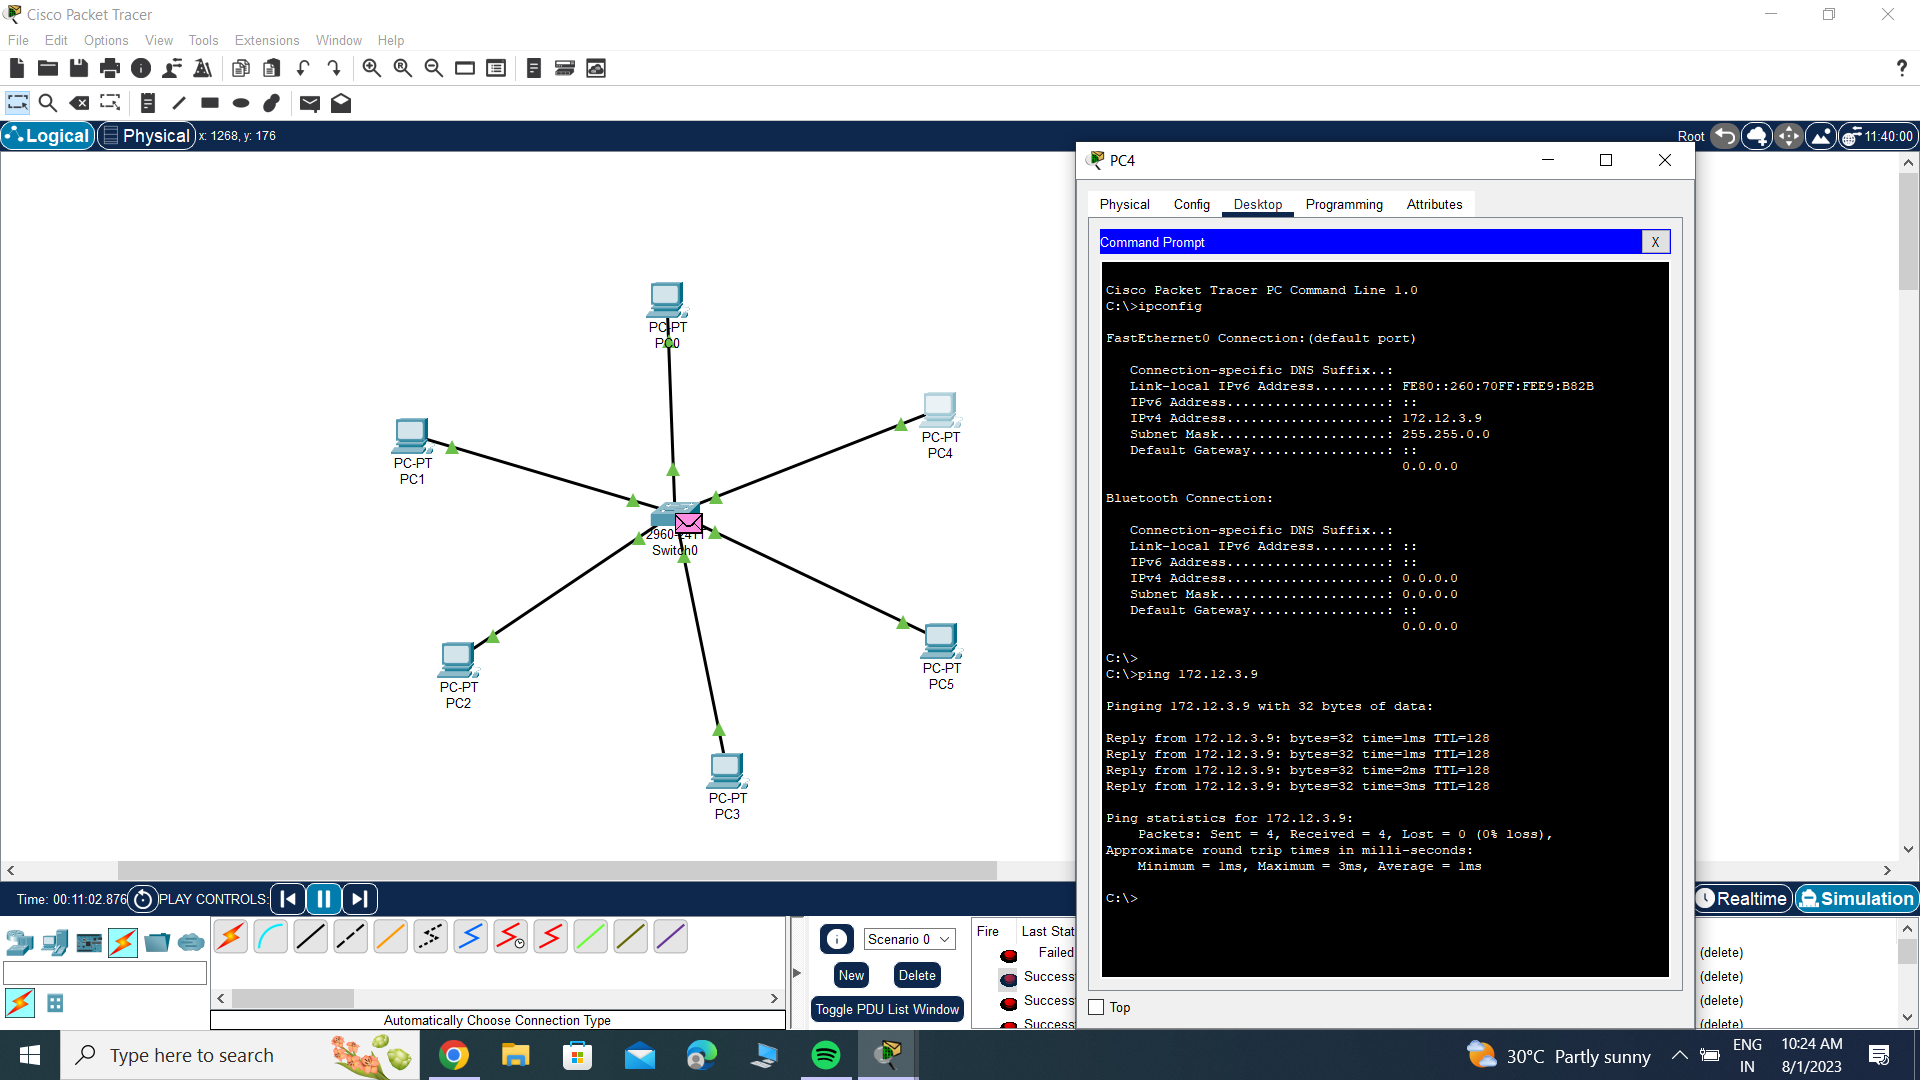 Cisco Packet Tracer
File Edit Options View Tools Extensions Window Help
?
Logical Physical x: 1268, y: 176
Root 11:40:00
PC4
Physical Config Desktop Programming Attributes
Command Prompt X
Cisco Packet Tracer PC Command Line 1.0
C:\>ipconfig
FastEthernet0 Connection:(default port)
Connection-specific DNS Suffix..:
Link-local IPv6 Address.........: FE80::260:70FF:FEE9:B82B
IPv6 Address....................: ::
IPv4 Address....................: 172.12.3.9
Subnet Mask.....................: 255.255.0.0
Default Gateway.................: ::
0.0.0.0
Bluetooth Connection:
Connection-specific DNS Suffix..:
Link-local IPv6 Address.........: ::
IPv6 Address....................: ::
IPv4 Address....................: 0.0.0.0
Subnet Mask.....................: 0.0.0.0
Default Gateway.................: ::
0.0.0.0
C:\>
C:\>ping 172.12.3.9
Pinging 172.12.3.9 with 32 bytes of data:
Reply from 172.12.3.9: bytes=32 time=1ms TTL=128
Reply from 172.12.3.9: bytes=32 time=1ms TTL=128
Reply from 172.12.3.9: bytes=32 time=2ms TTL=128
Reply from 172.12.3.9: bytes=32 time=3ms TTL=128
Ping statistics for 172.12.3.9:
Packets: Sent = 4, Received = 4, Lost = 0 (0% loss),
Approximate round trip times in milli-seconds:
Minimum = 1ms, Maximum = 3ms, Average = 1ms
C:\>
Top
PC-PT
PC0
PC-PT
PC4
PC-PT
PC1
Switch0
PC-PT
PC5
PC-PT
PC2
PC-PT
PC3
Time: 00:11:02.876 PLAY CONTROLS:
Realtime Simulation
Scenario 0
New Delete
Toggle PDU List Window
Fire Last Stat
Failed
Success
Success
Success
(delete)
(delete)
(delete)
(delete)
Automatically Choose Connection Type
Type here to search
30°C Partly sunny
ENG
IN
10:24 AM
8/1/2023